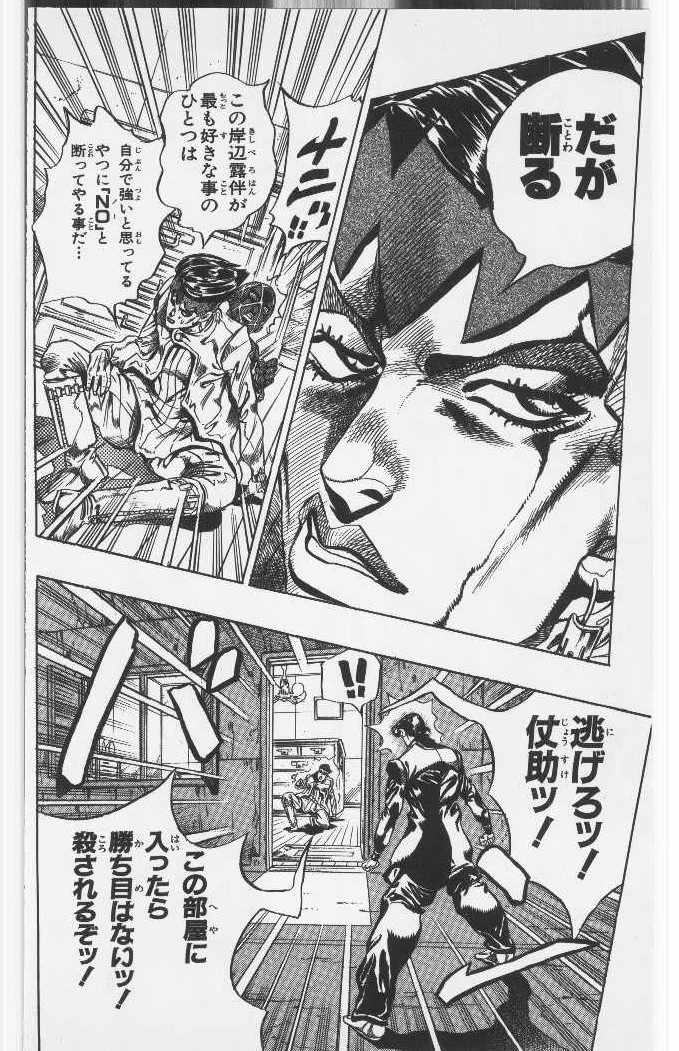 だが
断る
ナニッ!!
この岸辺露伴が
最も好きな事の
ひとつは
自分で強いと思ってる
やつに「NO」と
断ってやる事だ…
!!
逃げろッ!
仗助ッ!
バーン
この部屋に
入ったら
勝ち目はないッ!
殺されるぞッ!